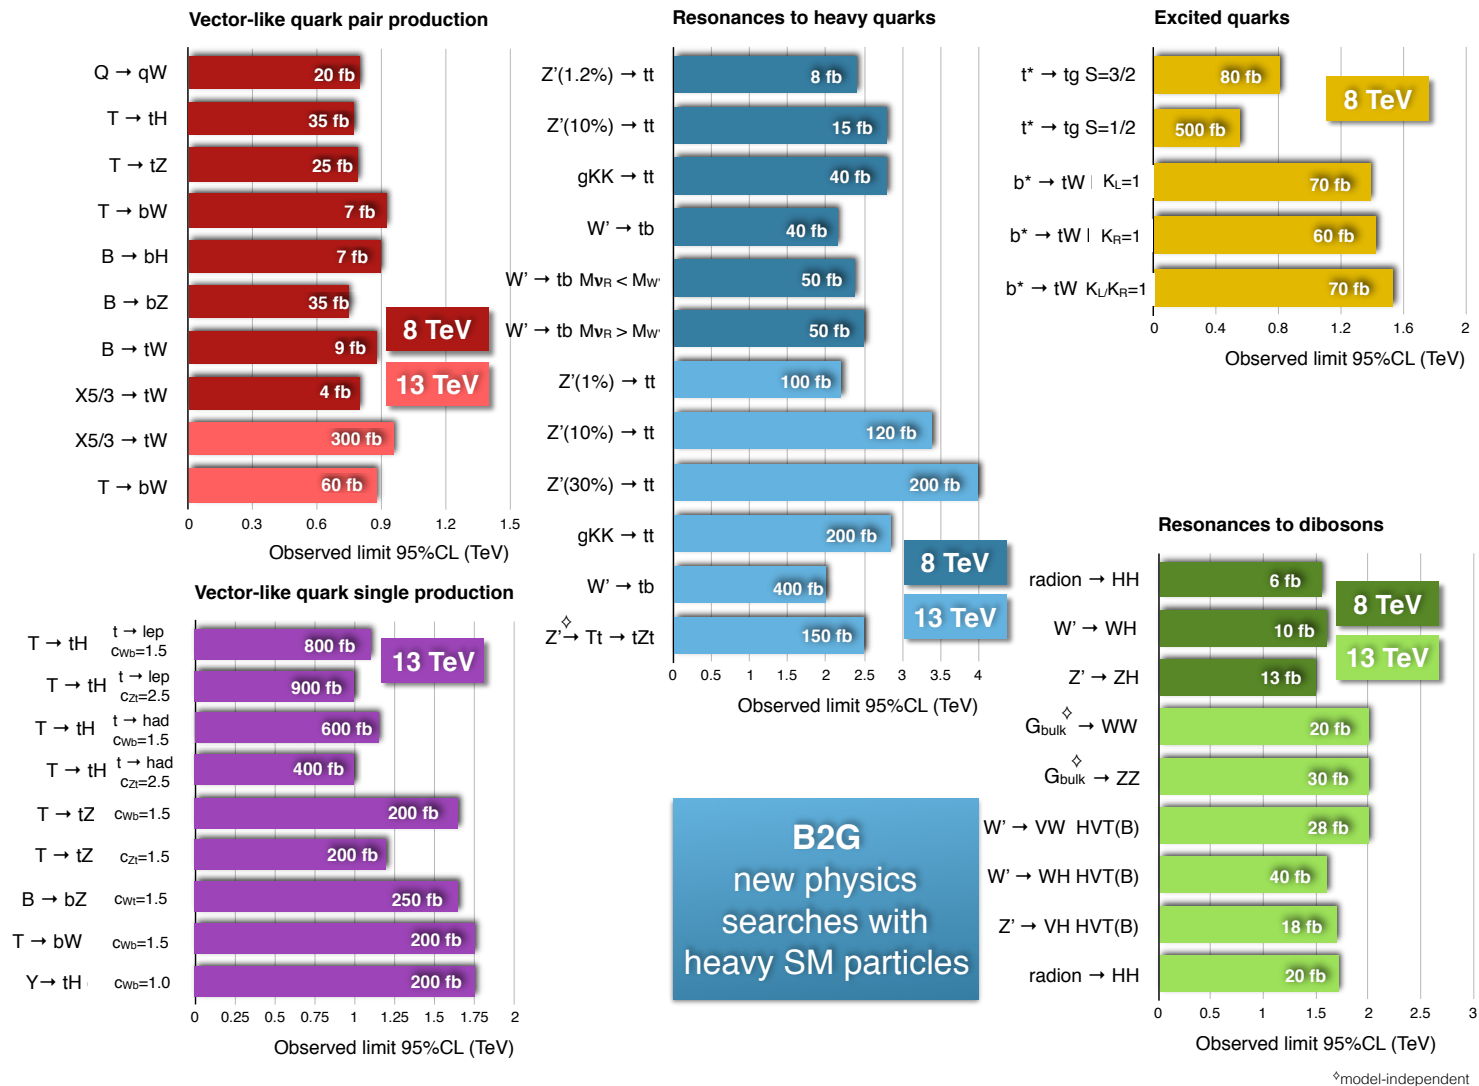 Vector-like quark pair production
Q → qW 20 fb
T → tH 35 fb
T → tZ 25 fb
T → bW 7 fb
B → bH 7 fb
B → bZ 35 fb
B → tW 9 fb
X5/3 → tW 4 fb
X5/3 → tW 300 fb
T → bW 60 fb
8 TeV
13 TeV
0 0.3 0.6 0.9 1.2 1.5
Observed limit 95%CL (TeV)
Vector-like quark single production
T → tH t → lep cWb=1.5 800 fb
T → tH t → lep cZt=2.5 900 fb
T → tH t → had cWb=1.5 600 fb
T → tH t → had cZt=2.5 400 fb
T → tZ cWb=1.5 200 fb
T → tZ cZt=1.5 200 fb
B → bZ cWt=1.5 250 fb
T → bW cWb=1.5 200 fb
Y→ tH cWb=1.0 200 fb
13 TeV
0 0.25 0.5 0.75 1 1.25 1.5 1.75 2
Observed limit 95%CL (TeV)
Resonances to heavy quarks
Z'(1.2%) → tt 8 fb
Z'(10%) → tt 15 fb
gKK → tt 40 fb
W' → tb 40 fb
W' → tb MνR < MW' 50 fb
W' → tb MνR > MW' 50 fb
Z'(1%) → tt 100 fb
Z'(10%) → tt 120 fb
Z'(30%) → tt 200 fb
gKK → tt 200 fb
W' → tb 400 fb
Z'✧→ Tt → tZt 150 fb
8 TeV
13 TeV
0 0.5 1 1.5 2 2.5 3 3.5 4
Observed limit 95%CL (TeV)
B2G
new physics
searches with
heavy SM particles
Excited quarks
t* → tg S=3/2 80 fb
t* → tg S=1/2 500 fb
b* → tW | KL=1 70 fb
b* → tW | KR=1 60 fb
b* → tW KL/KR=1 70 fb
8 TeV
0 0.4 0.8 1.2 1.6 2
Observed limit 95%CL (TeV)
Resonances to dibosons
radion → HH 6 fb
W' → WH 10 fb
Z' → ZH 13 fb
Gbulk✧ → WW 20 fb
Gbulk✧ → ZZ 30 fb
W' → VW HVT(B) 28 fb
W' → WH HVT(B) 40 fb
Z' → VH HVT(B) 18 fb
radion → HH 20 fb
8 TeV
13 TeV
0 0.5 1 1.5 2 2.5 3
Observed limit 95%CL (TeV)
✧model-independent